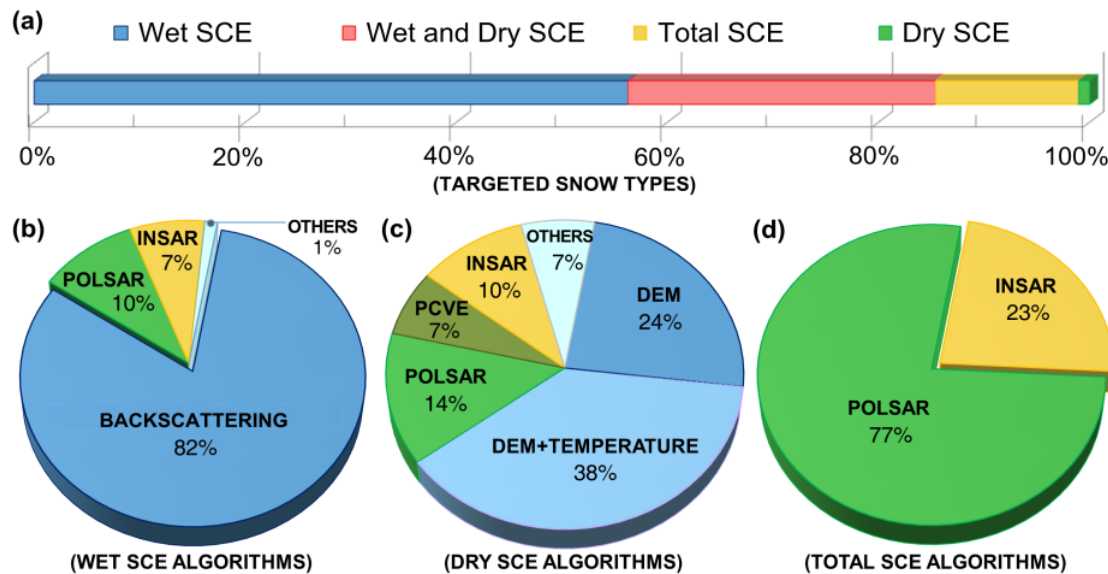 (a)
Wet SCE
Wet and Dry SCE
Total SCE
Dry SCE
0%
20%
40%
60%
80%
100%
(TARGETED SNOW TYPES)
(b)
INSAR
7%
OTHERS
1%
POLSAR
10%
BACKSCATTERING
82%
(WET SCE ALGORITHMS)
(c)
OTHERS
7%
INSAR
10%
DEM
24%
PCVE
7%
POLSAR
14%
DEM+TEMPERATURE
38%
(DRY SCE ALGORITHMS)
(d)
INSAR
23%
POLSAR
77%
(TOTAL SCE ALGORITHMS)